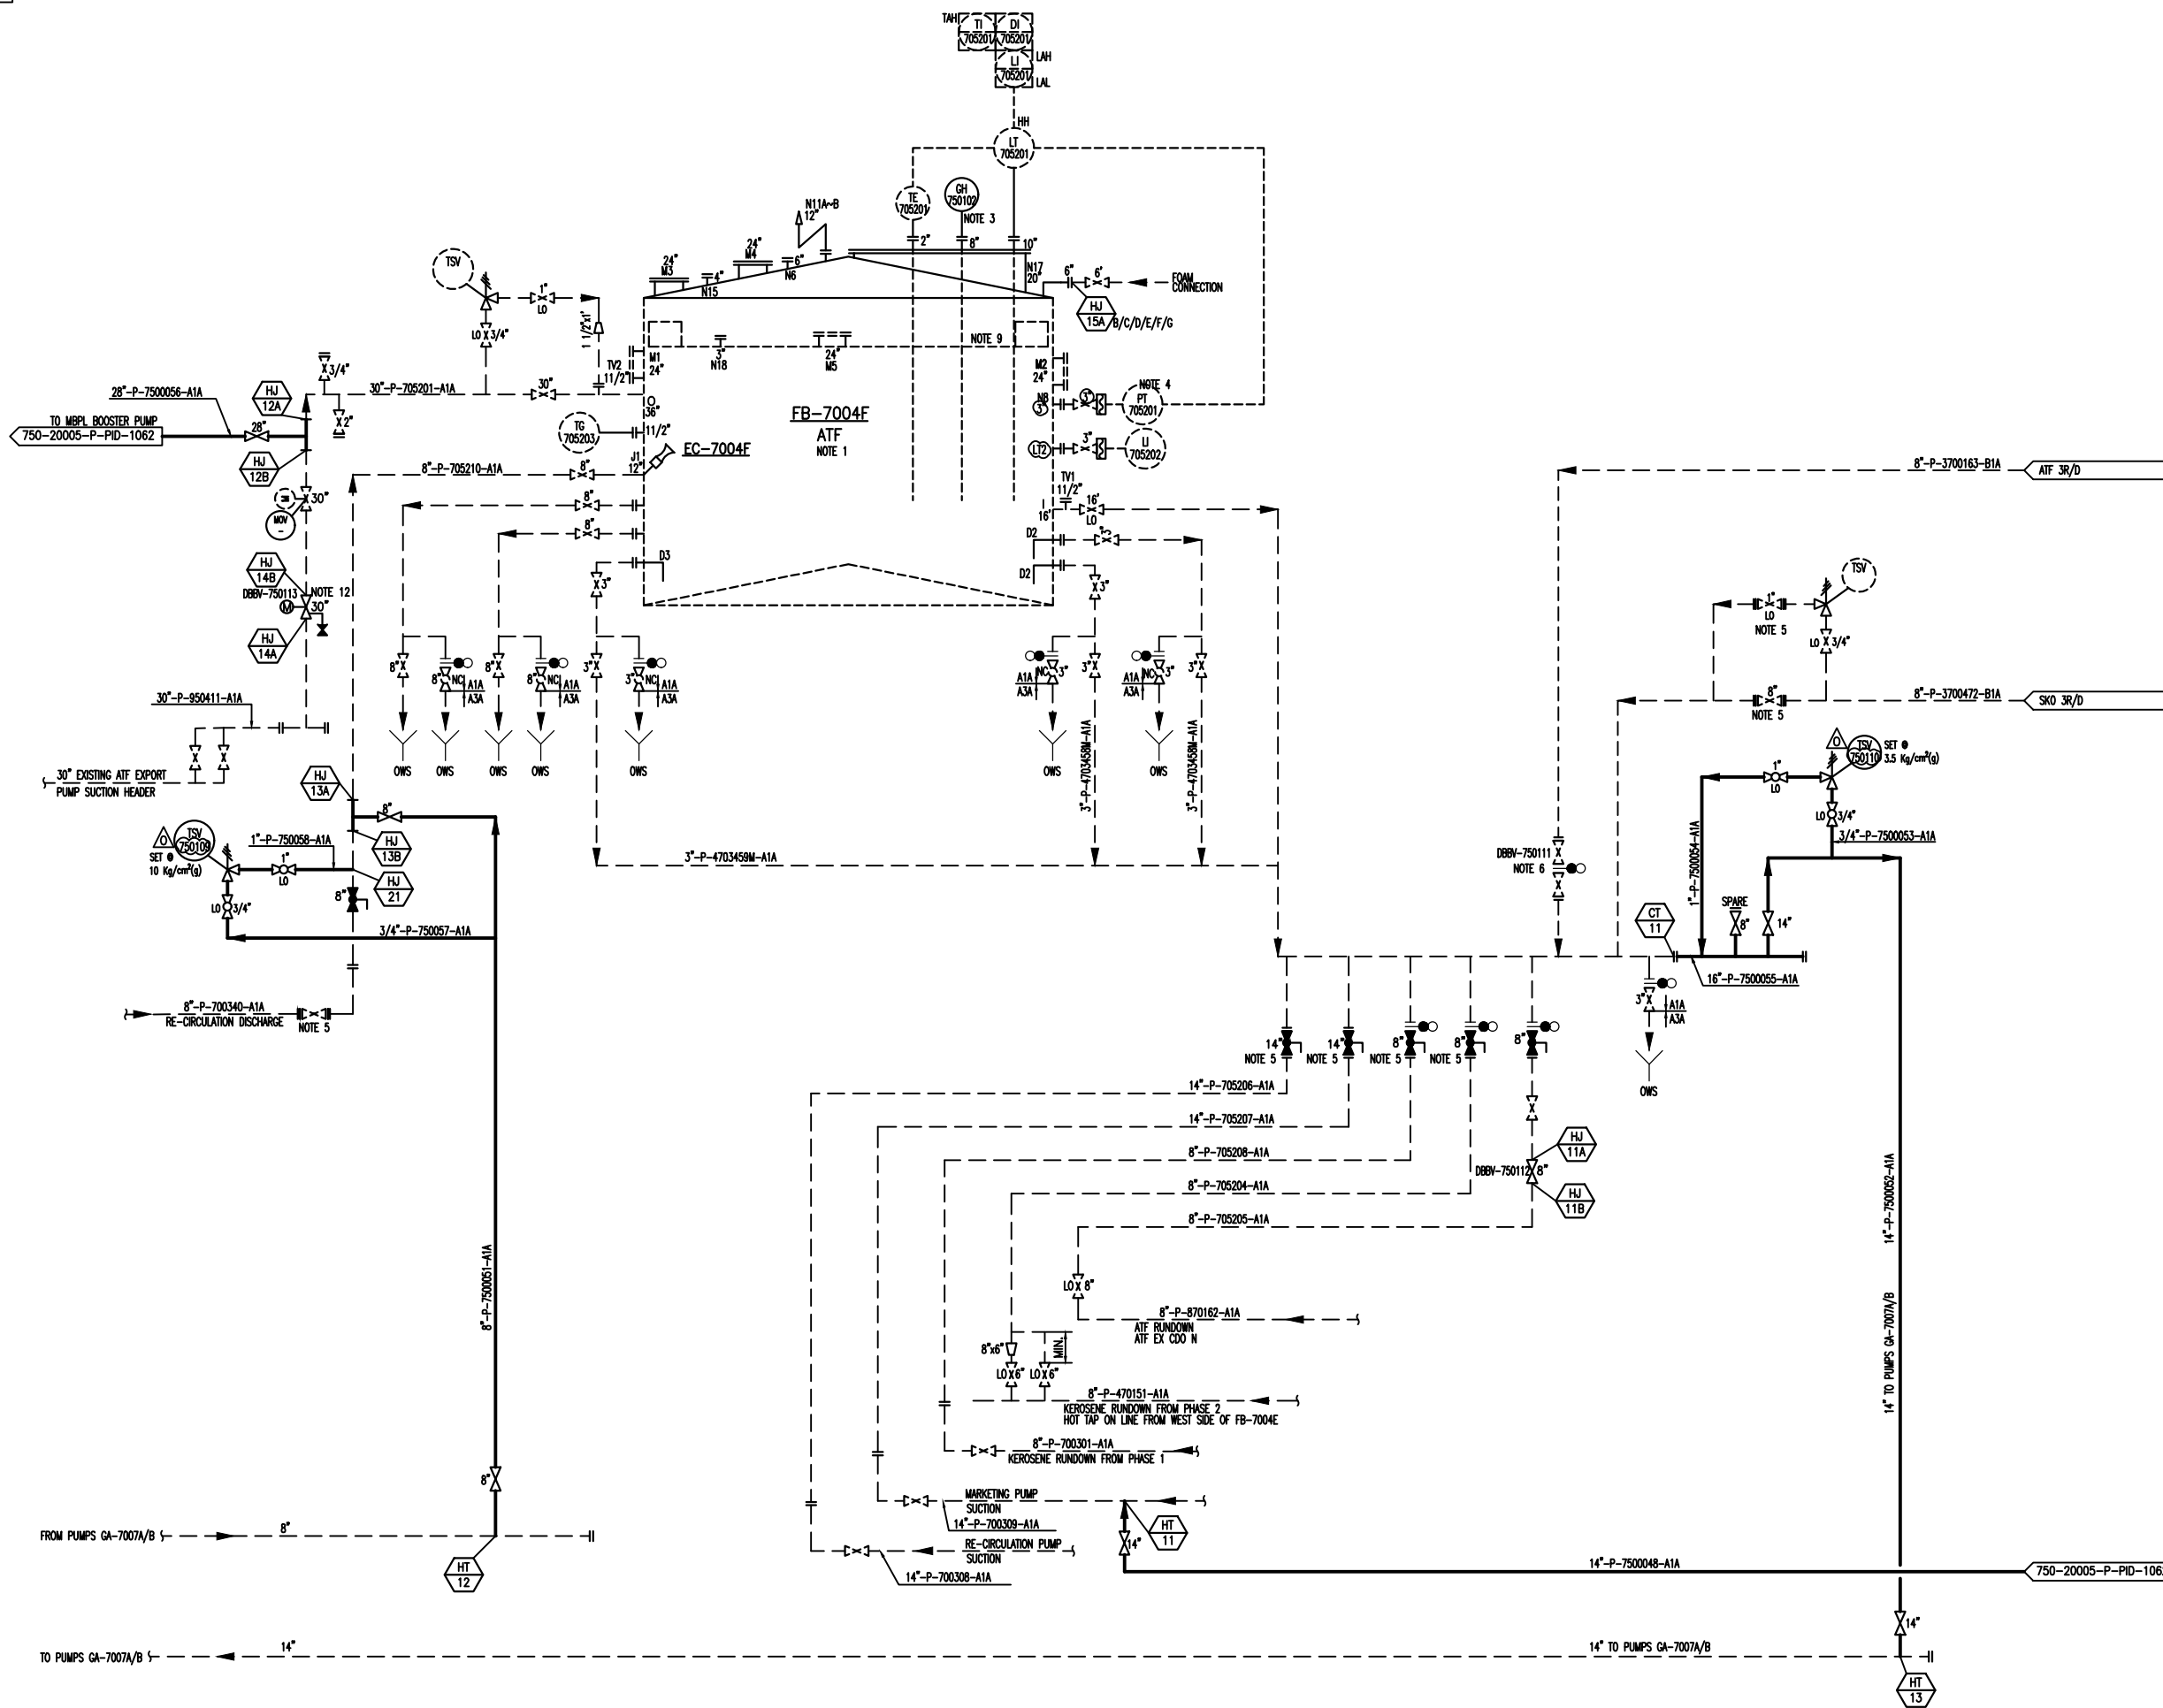 TAH
TI
705201
DI
705201
LI
705201
LAH
LAL
HH
LT
705201
TE
705201
GH
750102
NOTE 3
N11A~B
12"
2"
8"
10"
24"
M4
24"
M3
6"
N6
4"
N15
N17
20"
6"
6'
FOAM
CONNECTION
HJ
15A
B/C/D/E/F/G
TSV
1"
LO
LO
3/4"
1 1/2"x1'
3"
N18
24"
M5
NOTE 9
TV2
11/2"
M1
24"
M2
24"
3/4"
2"
30"-P-705201-A1A
30"
O
36"
28"-P-7500056-A1A
HJ
12A
TO MBPL BOOSTER PUMP
750-20005-P-PID-1062
28"
HJ
12B
TG
705203
11/2"
FB-7004F
ATF
NOTE 1
EC-7004F
J1
12"
N8
3"
3"
NOTE 4
PT
705201
LT2
3"
LI
705202
8"-P-705210-A1A
8"
8"
8"
30"
MOV
-
TV1
11/2"
16'
16'
LO
D2
3"
D2
3"
D3
3"
HJ
14B
DBBV-750113
NOTE 12
M
30"
HJ
14A
8"
8"
NC
A1A
A3A
8"
8"
NC
A1A
A3A
3"
3"
NC
A1A
A3A
A1A
A3A
NC
3"
3"
A1A
A3A
NC
3"
3"
OWS
OWS
OWS
OWS
OWS
OWS
OWS
3"-P-4703458M-A1A
3"-P-4703458M-A1A
3"-P-4703459M-A1A
30"-P-950411-A1A
30" EXISTING ATF EXPORT
PUMP SUCTION HEADER
HJ
13A
8"
HJ
13B
HJ
21
O
TSV
750109
SET @
10 Kg/cm²(g)
1"-P-750058-A1A
1"
LO
LO
3/4"
8"
3/4"-P-750057-A1A
8"-P-700340-A1A
RE-CIRCULATION DISCHARGE
NOTE 5
8"-P-7500051-A1A
8"
FROM PUMPS GA-7007A/B
8"
HT
12
TO PUMPS GA-7007A/B
14"
8"-P-3700163-B1A
ATF 3R/D
TSV
1"
LO
NOTE 5
LO
3/4"
8"-P-3700472-B1A
SKO 3R/D
8"
NOTE 5
O
TSV
750110
SET @
3.5 Kg/cm²(g)
1"
LO
LO
3/4"
3/4"-P-7500053-A1A
1"-P-7500054-A1A
DBBV-750111
NOTE 6
SPARE
8"
14"
CT
11
16"-P-7500055-A1A
3"
A1A
A3A
OWS
14"
NOTE 5
14"
NOTE 5
8"
NOTE 5
8"
NOTE 5
8"
14"-P-705206-A1A
14"-P-705207-A1A
8"-P-705208-A1A
8"-P-705204-A1A
8"-P-705205-A1A
HJ
11A
DBBV-750112
8"
HJ
11B
LO
8"
8"-P-870162-A1A
ATF RUNDOWN
ATF EX CDO N
8"x6"
MIN.
LO
6"
LO
6"
8"-P-470151-A1A
KEROSENE RUNDOWN FROM PHASE 2
HOT TAP ON LINE FROM WEST SIDE OF FB-7004E
8"-P-700301-A1A
KEROSENE RUNDOWN FROM PHASE 1
MARKETING PUMP
SUCTION
14"-P-700309-A1A
HT
11
14"
RE-CIRCULATION PUMP
SUCTION
14"-P-700308-A1A
14"-P-7500048-A1A
750-20005-P-PID-106
14"-P-7500052-A1A
14" TO PUMPS GA-7007A/B
14"
14" TO PUMPS GA-7007A/B
HT
13